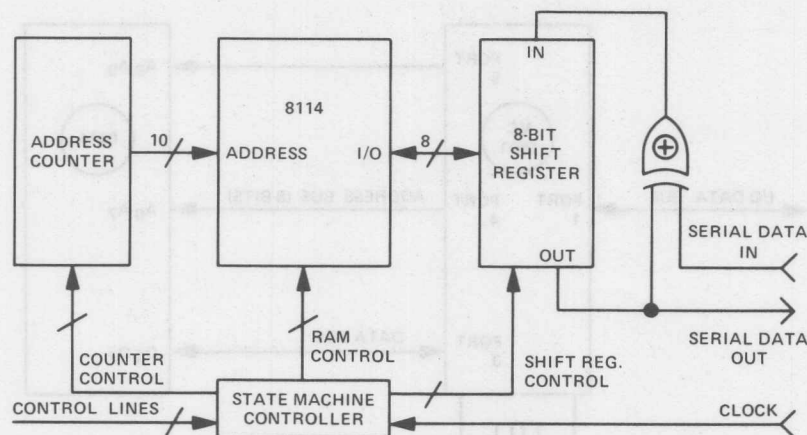 IN
8114
ADDRESS
COUNTER
10
ADDRESS
I/O
8
8-BIT
SHIFT
REGISTER
OUT
SERIAL DATA
IN
SERIAL DATA
OUT
COUNTER
CONTROL
RAM
CONTROL
SHIFT REG.
CONTROL
CONTROL LINES
STATE MACHINE
CONTROLLER
CLOCK